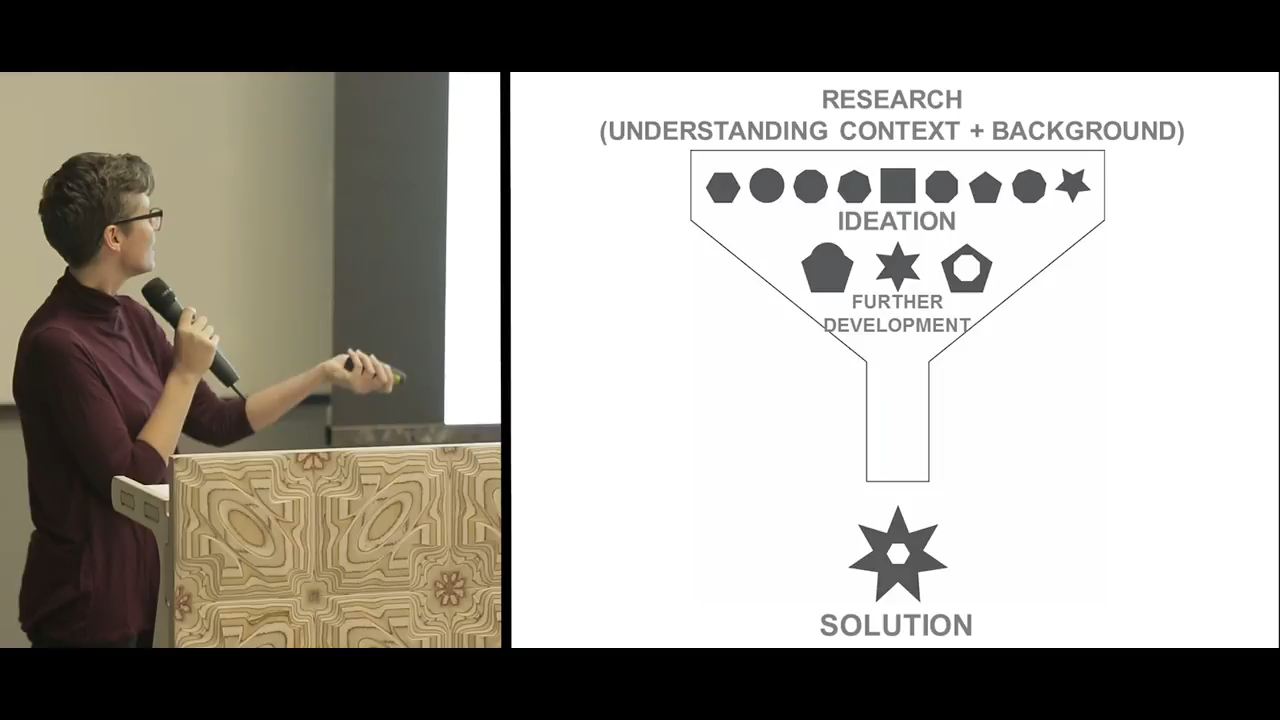 RESEARCH
(UNDERSTANDING CONTEXT + BACKGROUND)
IDEATION
FURTHER
DEVELOPMENT
SOLUTION